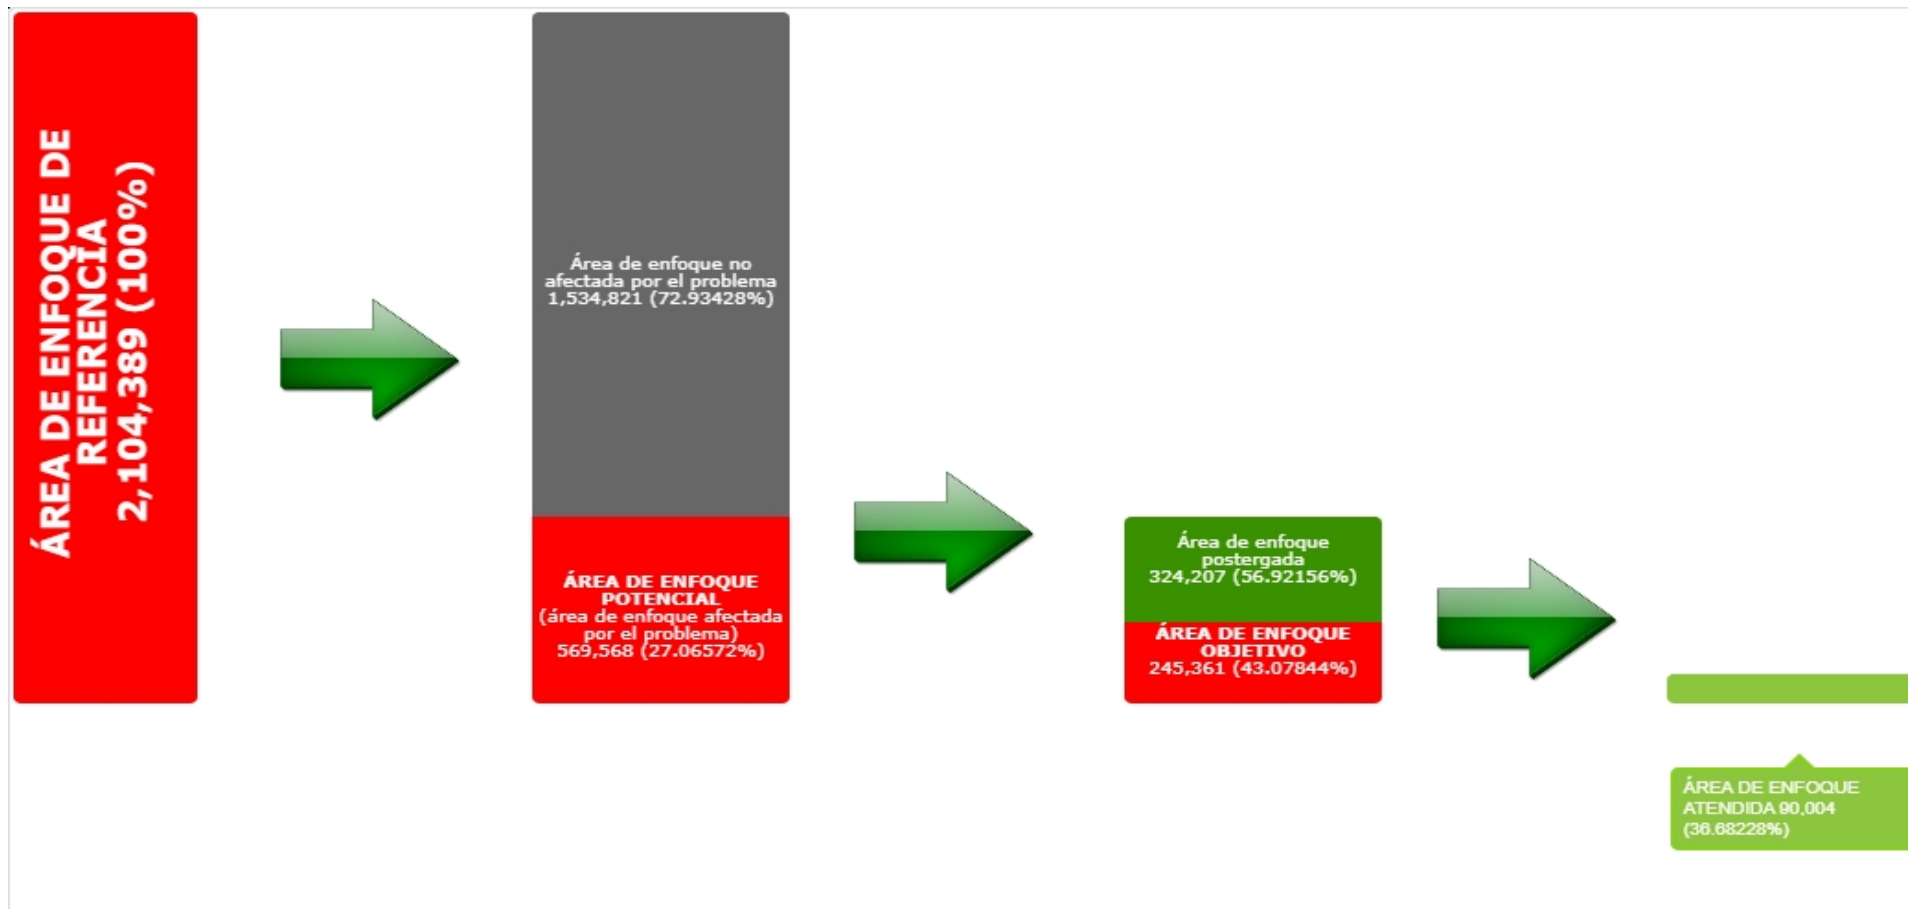 ÁREA DE ENFOQUE DE
REFERENCIA
2,104,389 (100%)
Área de enfoque no
afectada por el problema
1,534,821 (72.93428%)
ÁREA DE ENFOQUE
POTENCIAL
(área de enfoque afectada
por el problema)
569,568 (27.06572%)
Área de enfoque
postergada
324,207 (56.92156%)
ÁREA DE ENFOQUE
OBJETIVO
245,361 (43.07844%)
ÁREA DE ENFOQUE
ATENDIDA 90,004
(36.68228%)